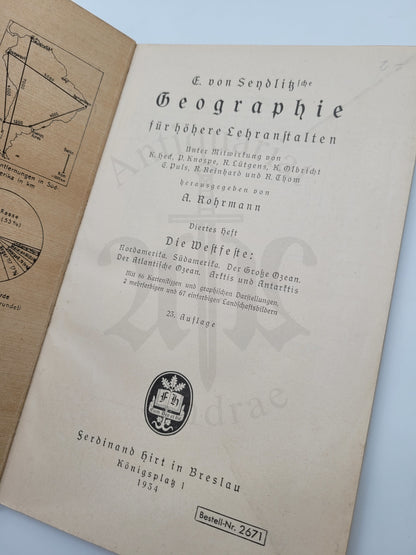 E. von Seydlitzsche
Geographie
für höhere Lehranstalten
Unter Mitwirkung von
K. Heck, P. Knospe, R. Lütgens, K. Olbricht
C. Puls, R. Reinhard und R. Thom
herausgegeben von
A. Rohrmann
Viertes Heft
Die Westfeste:
Nordamerika. Südamerika. Der Große Ozean.
Der Atlantische Ozean. Arktis und Antarktis
Mit 46 Kartenskizzen und graphischen Darstellungen,
2 mehrfarbigen und 67 einfarbigen Landschaftsbildern
23. Auflage
F H
Ferdinand Hirt in Breslau
Königsplatz 1
1934
Bestell-Nr. 2671